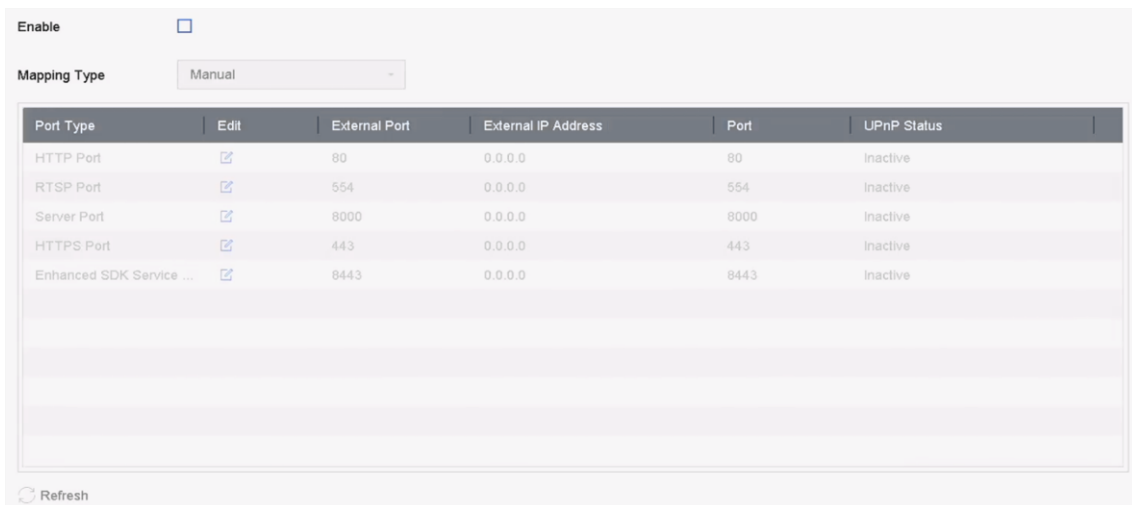 Enable
Mapping Type Manual
Port Type Edit External Port External IP Address Port UPnP Status
HTTP Port 80 0.0.0.0 80 Inactive
RTSP Port 554 0.0.0.0 554 Inactive
Server Port 8000 0.0.0.0 8000 Inactive
HTTPS Port 443 0.0.0.0 443 Inactive
Enhanced SDK Service ... 8443 0.0.0.0 8443 Inactive
Refresh